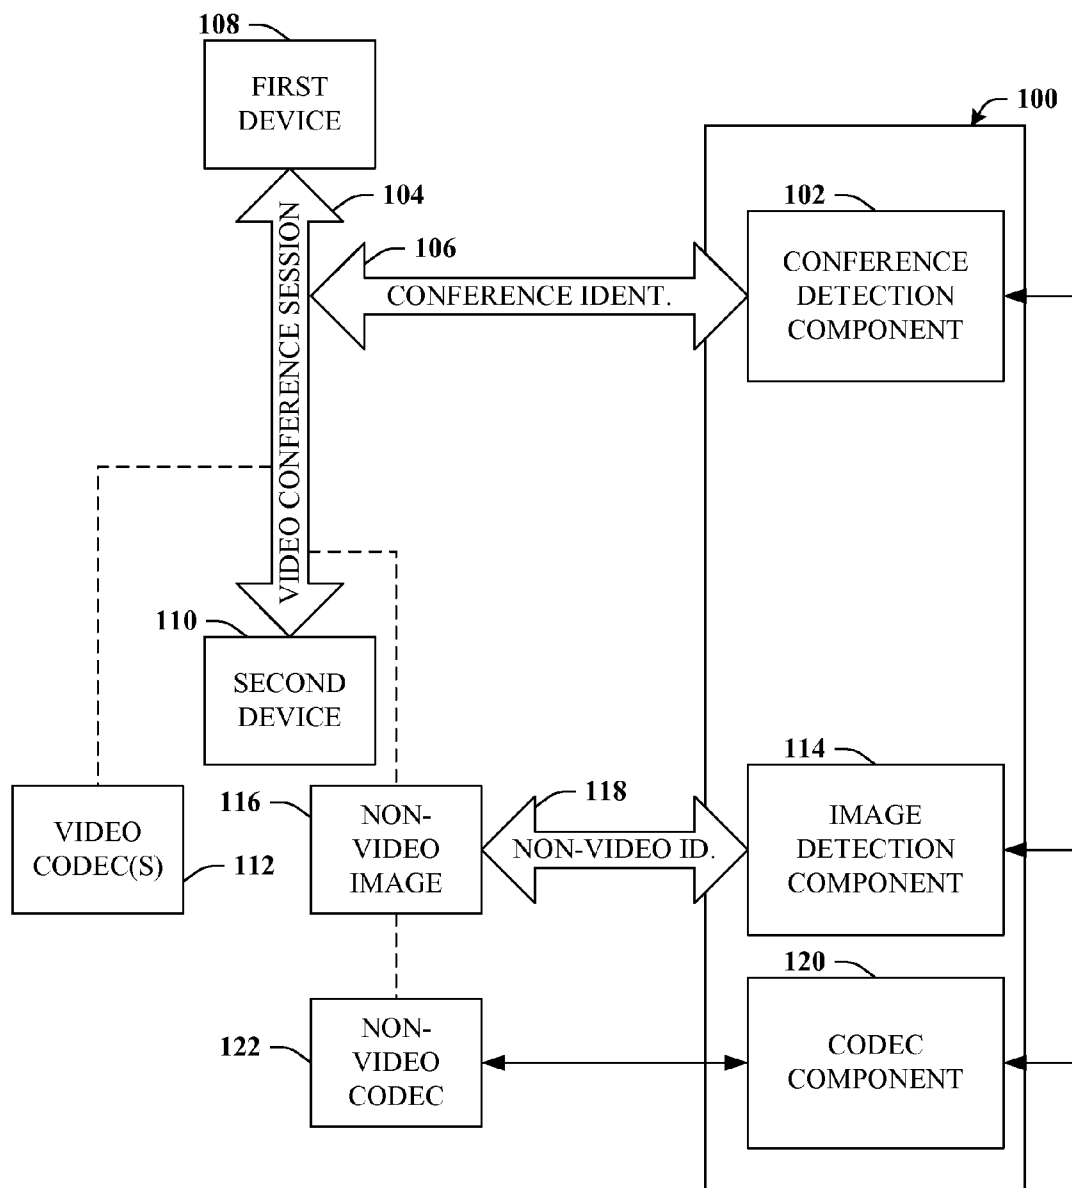 108
FIRST
DEVICE
100
104
102
106
CONFERENCE
DETECTION
COMPONENT
CONFERENCE IDENT.
VIDEO CONFERENCE SESSION
110
SECOND
DEVICE
114
116
118
VIDEO
CODEC(S)
112
NON-
VIDEO
IMAGE
NON-VIDEO ID.
IMAGE
DETECTION
COMPONENT
120
122
NON-
VIDEO
CODEC
CODEC
COMPONENT